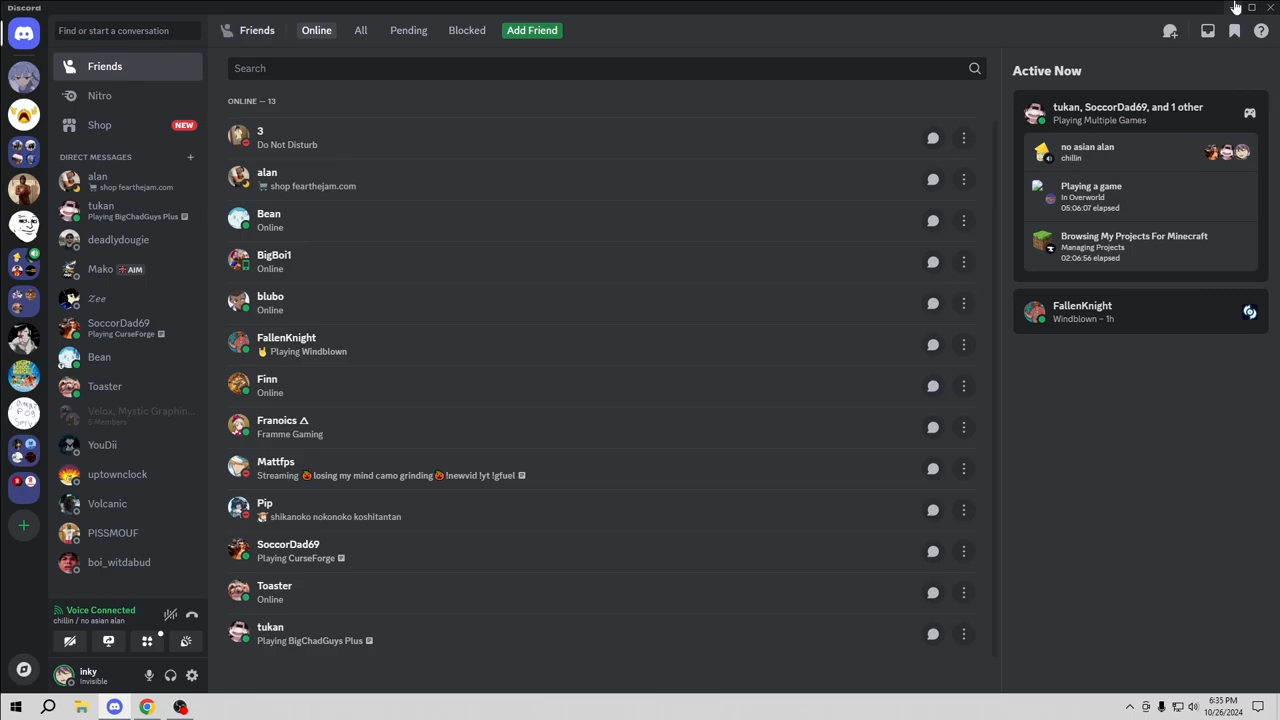 Discord
Find or start a conversation
Friends
Online
All
Pending
Blocked
Add Friend
Friends
Nitro
Shop
NEW
DIRECT MESSAGES
alan
shop fearthejam.com
tukan
Playing BigChadGuys Plus
deadlydougie
Mako AIM
Zee
SoccorDad69
Playing CurseForge
Bean
Toaster
Velox, Mystic Graphin...
5 Members
YouDii
uptownclock
Volcanic
PISSMOUF
boi_witdabud
Voice Connected
chillin / no asian alan
inky
Invisible
Search
ONLINE — 13
3
Do Not Disturb
alan
shop fearthejam.com
Bean
Online
BigBoi1
Online
blubo
Online
FallenKnight
Playing Windblown
Finn
Online
Franoics
Framme Gaming
Mattfps
Streaming losing my mind camo grinding !newvid !yt !gfuel
Pip
shikanoko nokonoko koshitantan
SoccorDad69
Playing CurseForge
Toaster
Online
tukan
Playing BigChadGuys Plus
Active Now
tukan, SoccorDad69, and 1 other
Playing Multiple Games
no asian alan
chillin
Playing a game
In Overworld
05:06:07 elapsed
Browsing My Projects For Minecraft
Managing Projects
02:06:56 elapsed
FallenKnight
Windblown – 1h
6:35 PM
10/26/2024